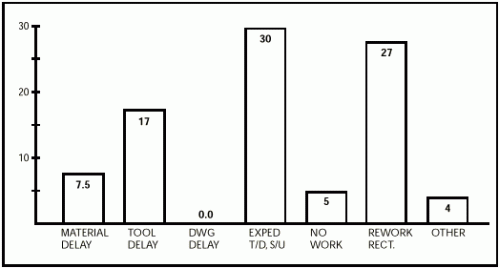 30
20
10
7.5
17
0.0
30
5
27
4
MATERIAL DELAY
TOOL DELAY
DWG DELAY
EXPED T/D, S/U
NO WORK
REWORK RECT.
OTHER